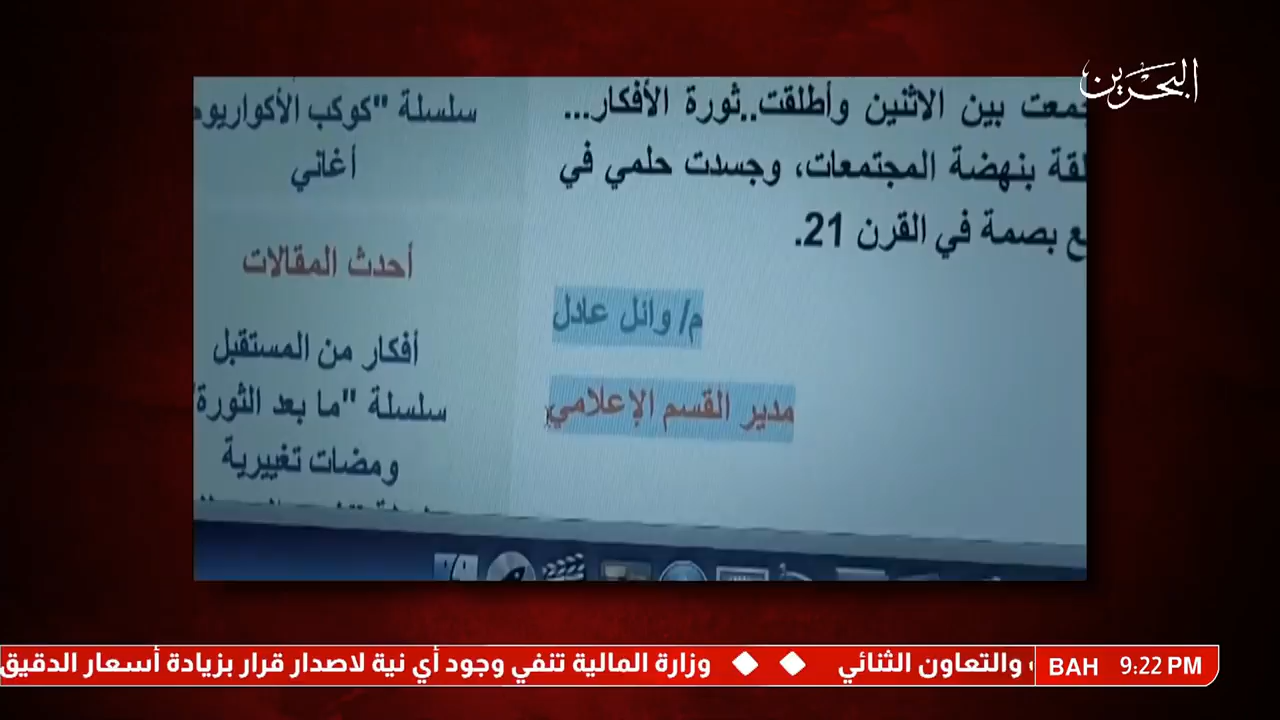 البحرين
جمعت بين الاثنين وأطلقت..ثورة الأفكار...
بنهضة المجتمعات، وجسدت حلمي في
بصمة في القرن 21.
م/ وائل عادل
مدير القسم الإعلامي
سلسلة "كوكب الأكواريوم
أغاني
أحدث المقالات
أفكار من المستقبل
سلسلة "ما بعد الثورة"
ومضات تغييرية
BAH 9:22 PM
والتعاون الثنائي ◆ ◆ وزارة المالية تنفي وجود أي نية لاصدار قرار بزيادة أسعار الدقيق